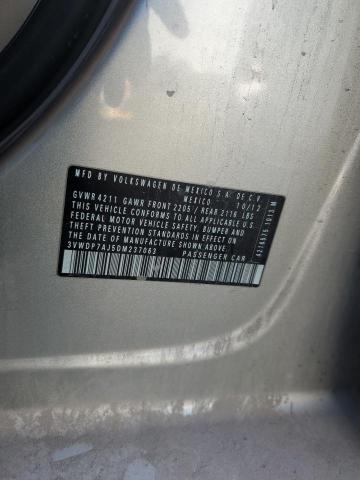 MFD BY VOLKSWAGEN DE MEXICO S.A. DE C.V.
MEXICO 10/12
GVWR 4211 GAWR FRONT 2205 / REAR 2116 LBS
THIS VEHICLE CONFORMS TO ALL APPLICABLE U.S.
FEDERAL MOTOR VEHICLE SAFETY, BUMPER AND
THEFT PREVENTION STANDARDS IN EFFECT ON
THE DATE OF MANUFACTURE SHOWN ABOVE
3VWDP7AJ5DM237063 PASSENGER CAR